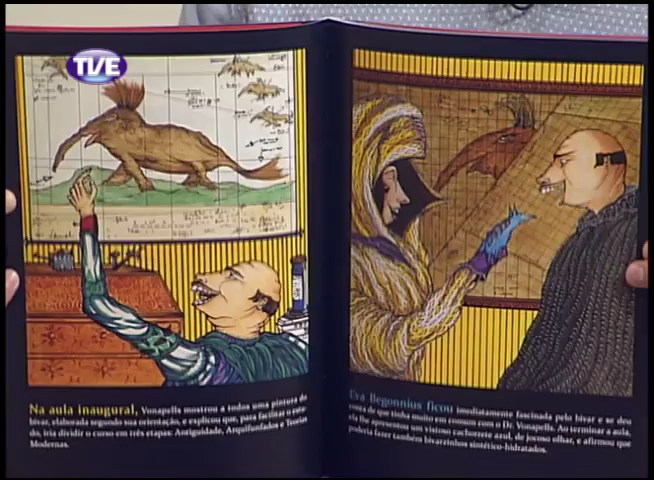 TVE
Na aula inaugural, Vonapells mostrou a todos uma pintura do
bivar, elaborada segundo sua orientação, e explicou que, para facilitar o estu-
do, iria dividir o curso em três etapas: Antiguidade, Arquifunfados e Teorias
Modernas.
Eva Begonnius ficou imediatamente fascinada pelo bivar e se deu
conta de que tinha muito em comum com o Dr. Vonapells. Ao terminar a aula,
ela lhe apresentou um vistoso cachorrete azul, de jocoso olhar, e afirmou que
poderia fazer também bivarzinhos sintético-hidratados.